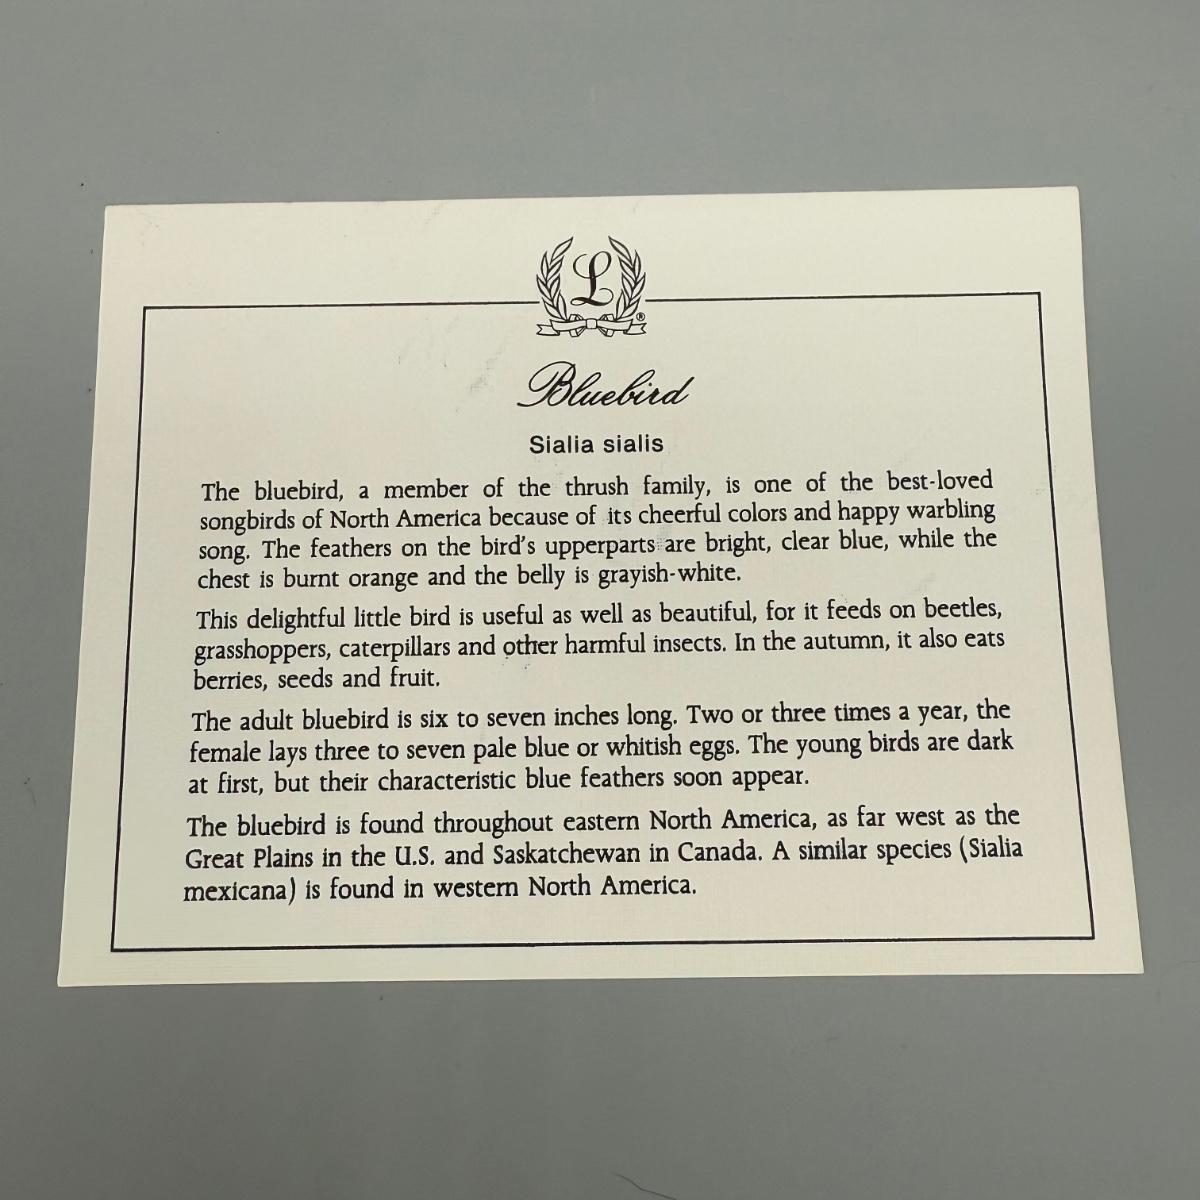 L
®
Bluebird
Sialia sialis
The bluebird, a member of the thrush family, is one of the best-loved
songbirds of North America because of its cheerful colors and happy warbling
song. The feathers on the bird's upperparts are bright, clear blue, while the
chest is burnt orange and the belly is grayish-white.
This delightful little bird is useful as well as beautiful, for it feeds on beetles,
grasshoppers, caterpillars and other harmful insects. In the autumn, it also eats
berries, seeds and fruit.
The adult bluebird is six to seven inches long. Two or three times a year, the
female lays three to seven pale blue or whitish eggs. The young birds are dark
at first, but their characteristic blue feathers soon appear.
The bluebird is found throughout eastern North America, as far west as the
Great Plains in the U.S. and Saskatchewan in Canada. A similar species (Sialia
mexicana) is found in western North America.